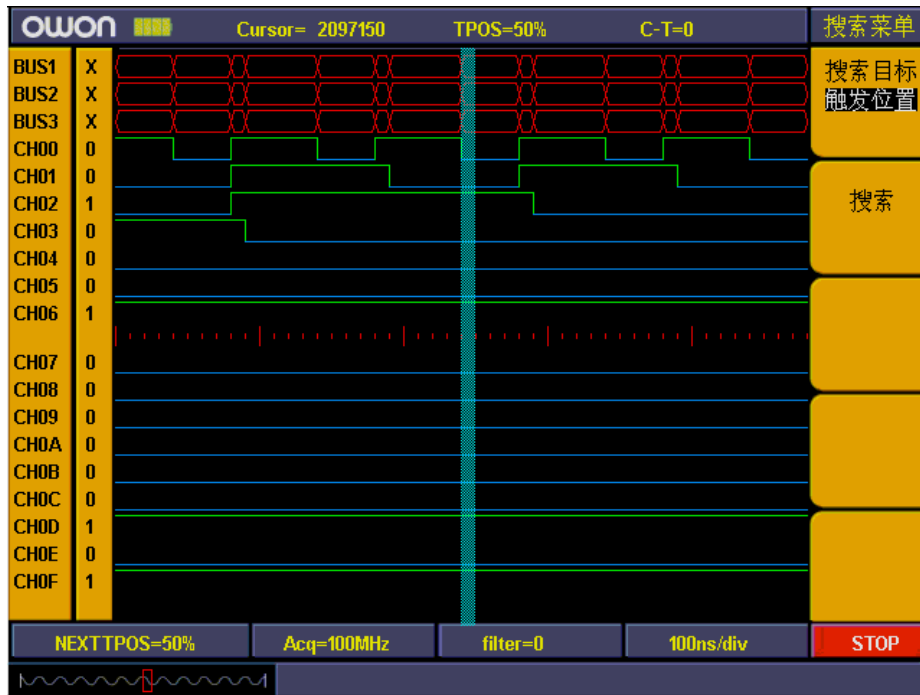 OWON Cursor= 2097150 TPOS=50% C-T=0 搜索菜单
BUS1 X
BUS2 X
BUS3 X
CH00 0
CH01 0
CH02 1
CH03 0
CH04 0
CH05 0
CH06 1
CH07 0
CH08 0
CH09 0
CH0A 0
CH0B 0
CH0C 0
CH0D 1
CH0E 0
CH0F 1
搜索目标
触发位置
搜索
NEXTTPOS=50% Acq=100MHz filter=0 100ns/div STOP